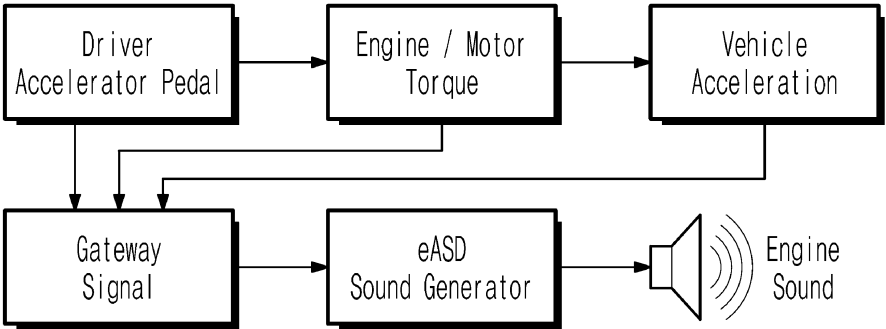 Driver
Accelerator Pedal
Engine / Motor
Torque
Vehicle
Acceleration
Gateway
Signal
eASD
Sound Generator
Engine
Sound